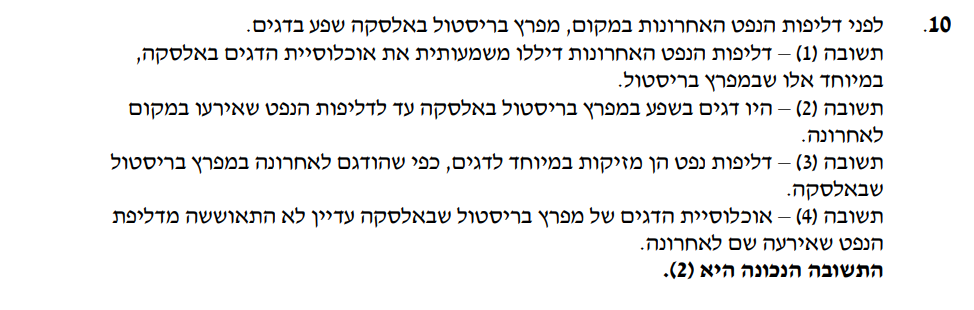 10. לפני דליפות הנפט האחרונות במקום, מפרץ בריסטול באלסקה שפע בדגים.
תשובה (1) – דליפות הנפט האחרונות דיללו משמעותית את אוכלוסיית הדגים באלסקה,
במיוחד אלו שבמפרץ בריסטול.
תשובה (2) – היו דגים בשפע במפרץ בריסטול באלסקה עד לדליפות הנפט שאירעו במקום
לאחרונה.
תשובה (3) – דליפות נפט הן מזיקות במיוחד לדגים, כפי שהודגם לאחרונה במפרץ בריסטול
שבאלסקה.
תשובה (4) – אוכלוסיית הדגים של מפרץ בריסטול שבאלסקה עדיין לא התאוששה מדליפת
הנפט שאירעה שם לאחרונה.
התשובה הנכונה היא (2).